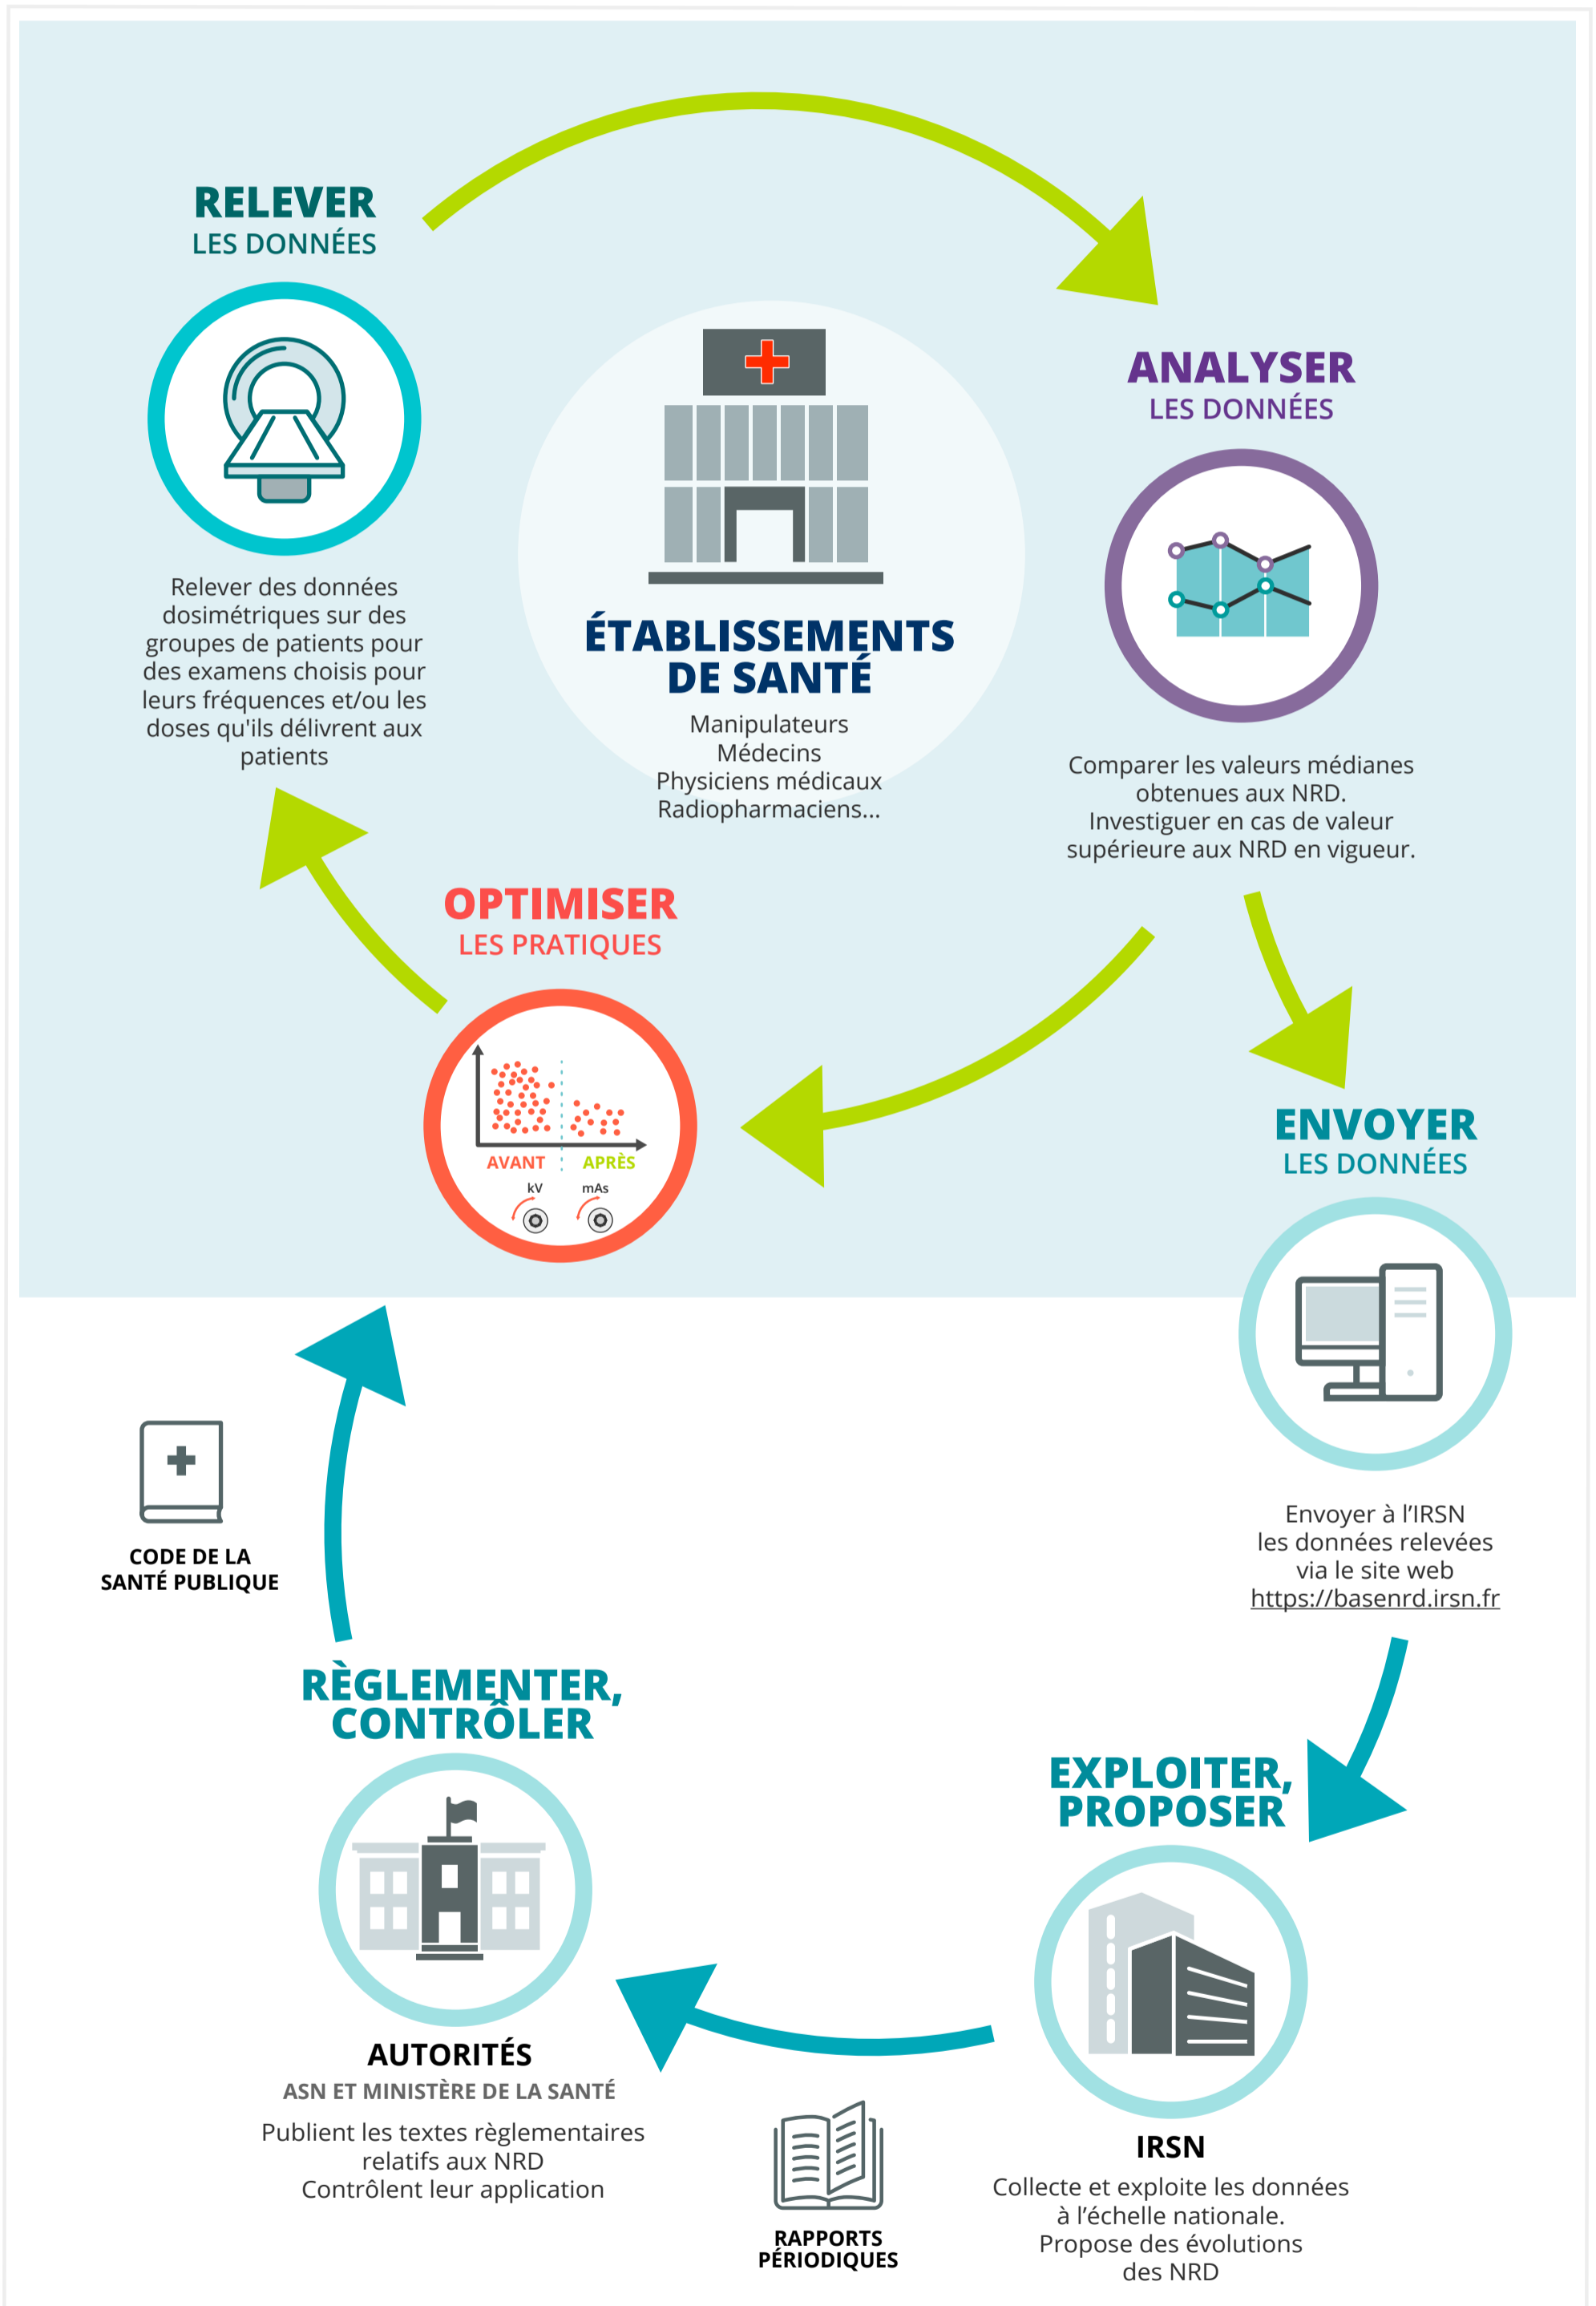 RELEVER
LES DONNÉES
Relever des données
dosimétriques sur des
groupes de patients pour
des examens choisis pour
leurs fréquences et/ou les
doses qu'ils délivrent aux
patients
ÉTABLISSEMENTS
DE SANTÉ
Manipulateurs
Médecins
Physiciens médicaux
Radiopharmaciens...
ANALYSER
LES DONNÉES
Comparer les valeurs médianes
obtenues aux NRD.
Investiguer en cas de valeur
supérieure aux NRD en vigueur.
OPTIMISER
LES PRATIQUES
AVANT
APRÈS
kV
mAs
ENVOYER
LES DONNÉES
Envoyer à l’IRSN
les données relevées
via le site web
https://basenrd.irsn.fr
CODE DE LA
SANTÉ PUBLIQUE
RÈGLEMENTER,
CONTRÔLER
AUTORITÉS
ASN ET MINISTÈRE DE LA SANTÉ
Publient les textes règlementaires
relatifs aux NRD
Contrôlent leur application
RAPPORTS
PÉRIODIQUES
EXPLOITER,
PROPOSER
IRSN
Collecte et exploite les données
à l’échelle nationale.
Propose des évolutions
des NRD